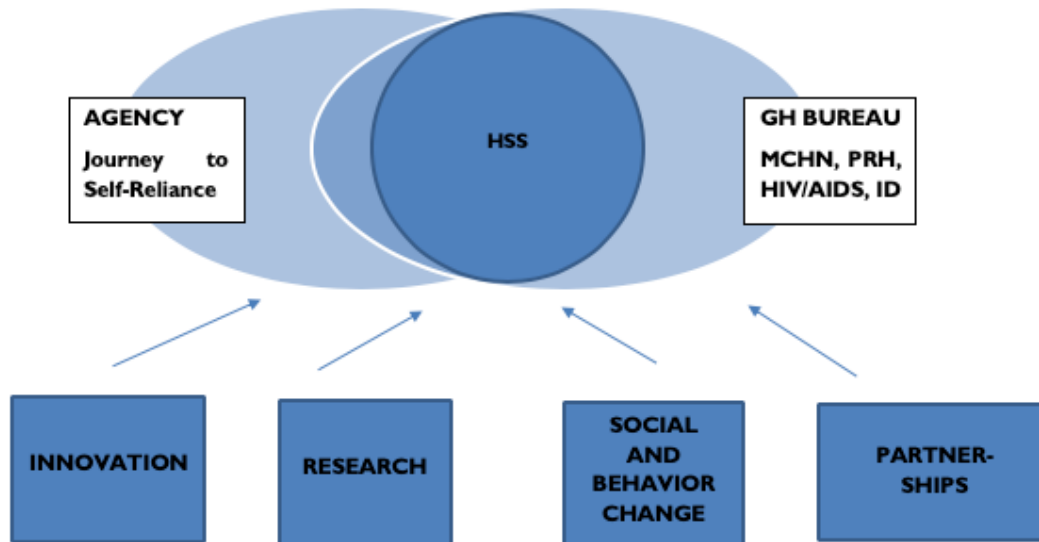 AGENCY
Journey to
Self-Reliance
HSS
GH BUREAU
MCHN, PRH,
HIV/AIDS, ID
INNOVATION
RESEARCH
SOCIAL
AND
BEHAVIOR
CHANGE
PARTNER-
SHIPS